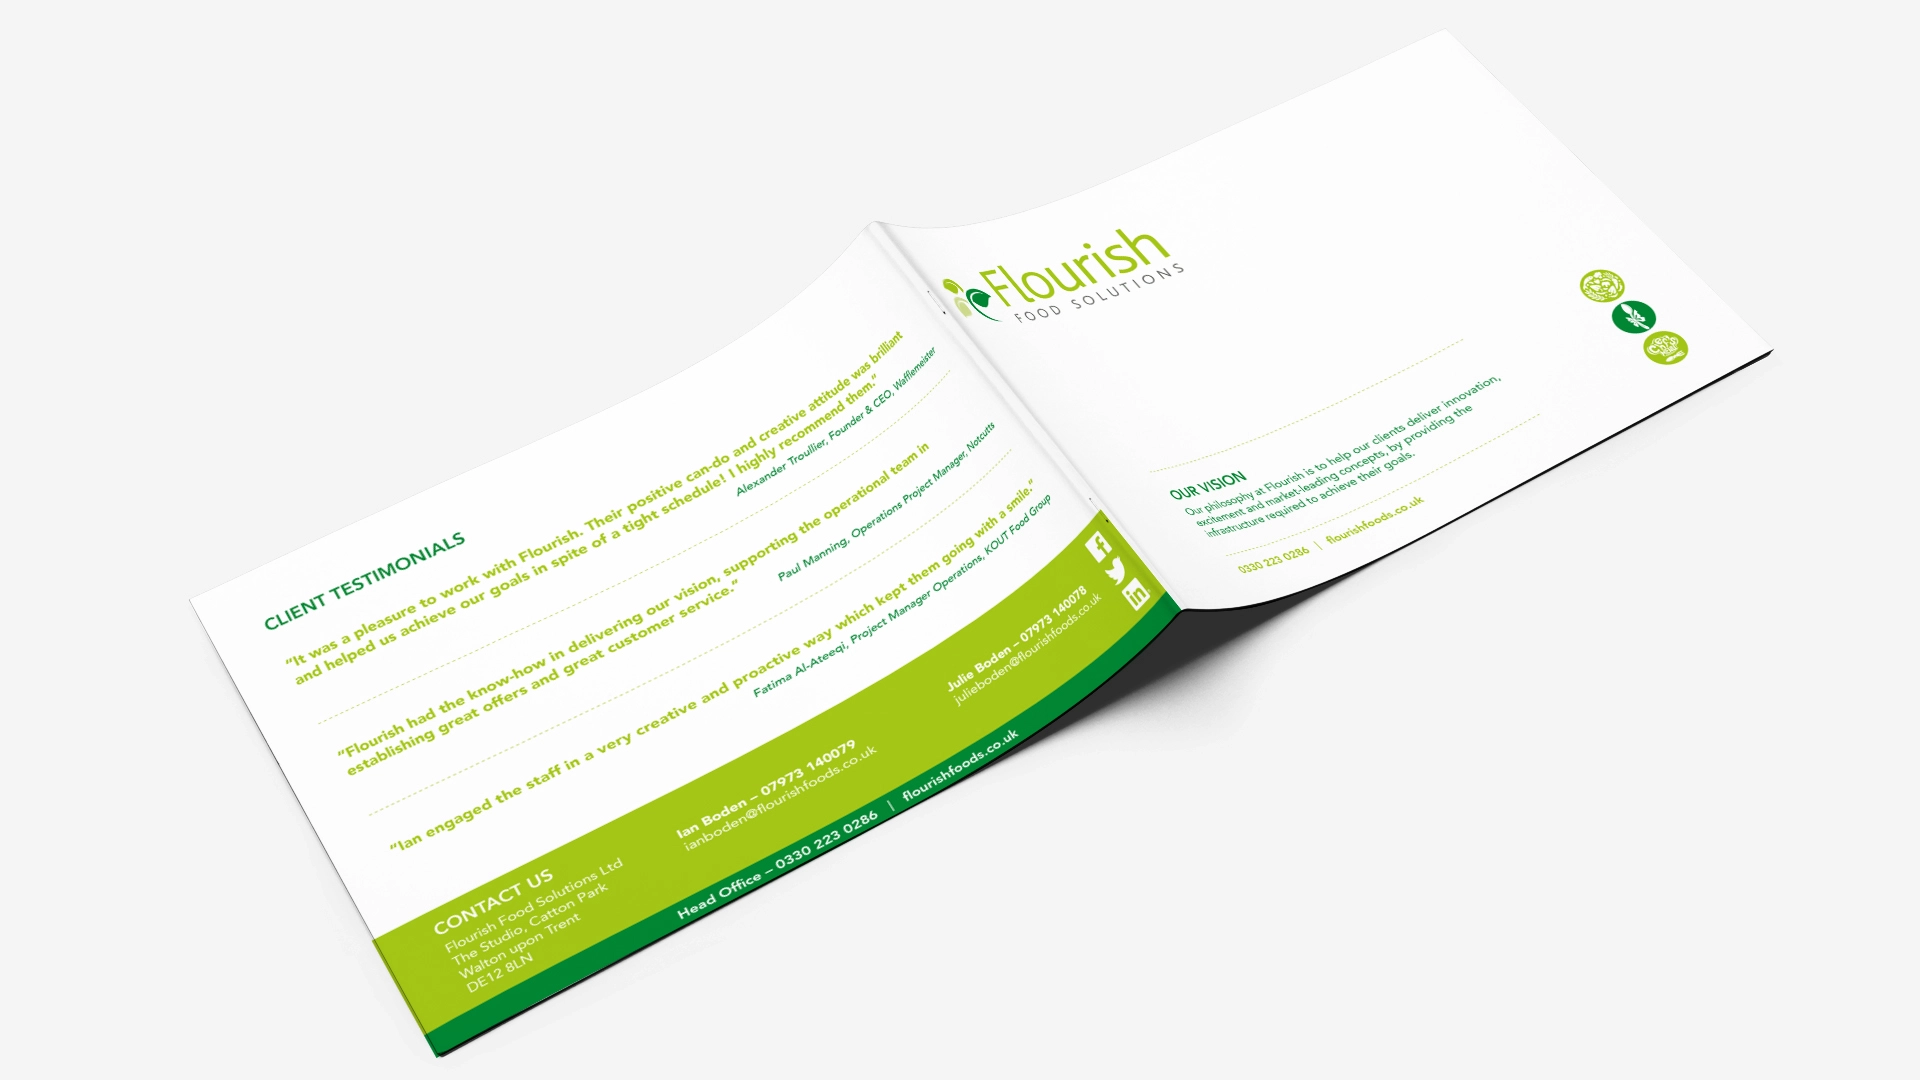 CLIENT TESTIMONIALS
“It was a pleasure to work with Flourish. Their positive can-do and creative attitude was brilliant
and helped us achieve our goals in spite of a tight schedule! I highly recommend them.”
Alexander Troullier, Founder & CEO, Wafflemeister
“Flourish had the know-how in delivering our vision, supporting the operational team in
establishing great offers and great customer service.”
Paul Manning, Operations Project Manager, Notcutts
“Ian engaged the staff in a very creative and proactive way which kept them going with a smile.”
Fatima Al-Ateeqi, Project Manager Operations, KOUT Food Group
CONTACT US
Flourish Food Solutions Ltd
The Studio, Catton Park
Walton upon Trent
DE12 8LN
Ian Boden – 07973 140079
ianboden@flourishfoods.co.uk
Julie Boden – 07973 140078
julieboden@flourishfoods.co.uk
f
in
Head Office – 0330 223 0286 | flourishfoods.co.uk
Flourish
FOOD SOLUTIONS
OUR VISION
Our philosophy at Flourish is to help our clients deliver innovation,
excitement and market-leading concepts, by providing the
infrastructure required to achieve their goals.
0330 223 0286 | flourishfoods.co.uk